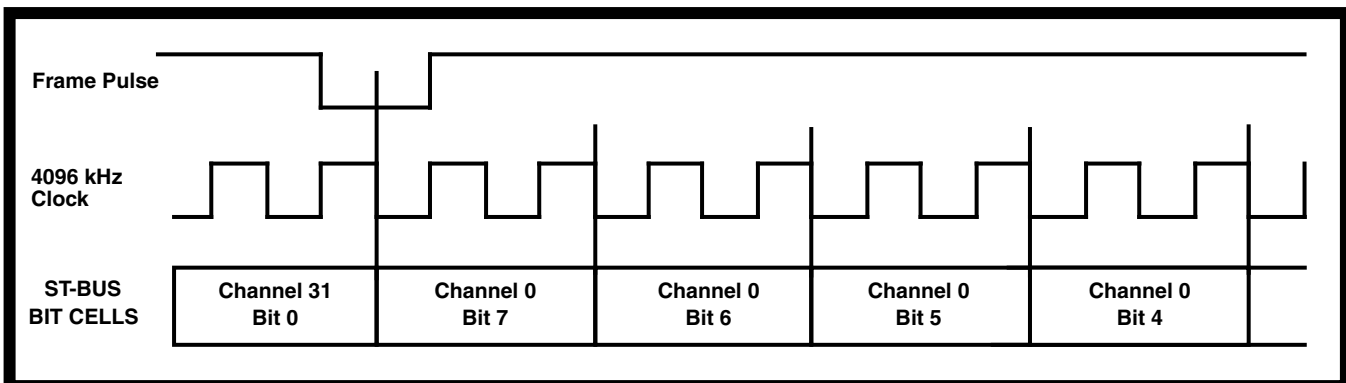 Frame Pulse
4096 kHz
Clock
ST-BUS
BIT CELLS
Channel 31
Bit 0
Channel 0
Bit 7
Channel 0
Bit 6
Channel 0
Bit 5
Channel 0
Bit 4